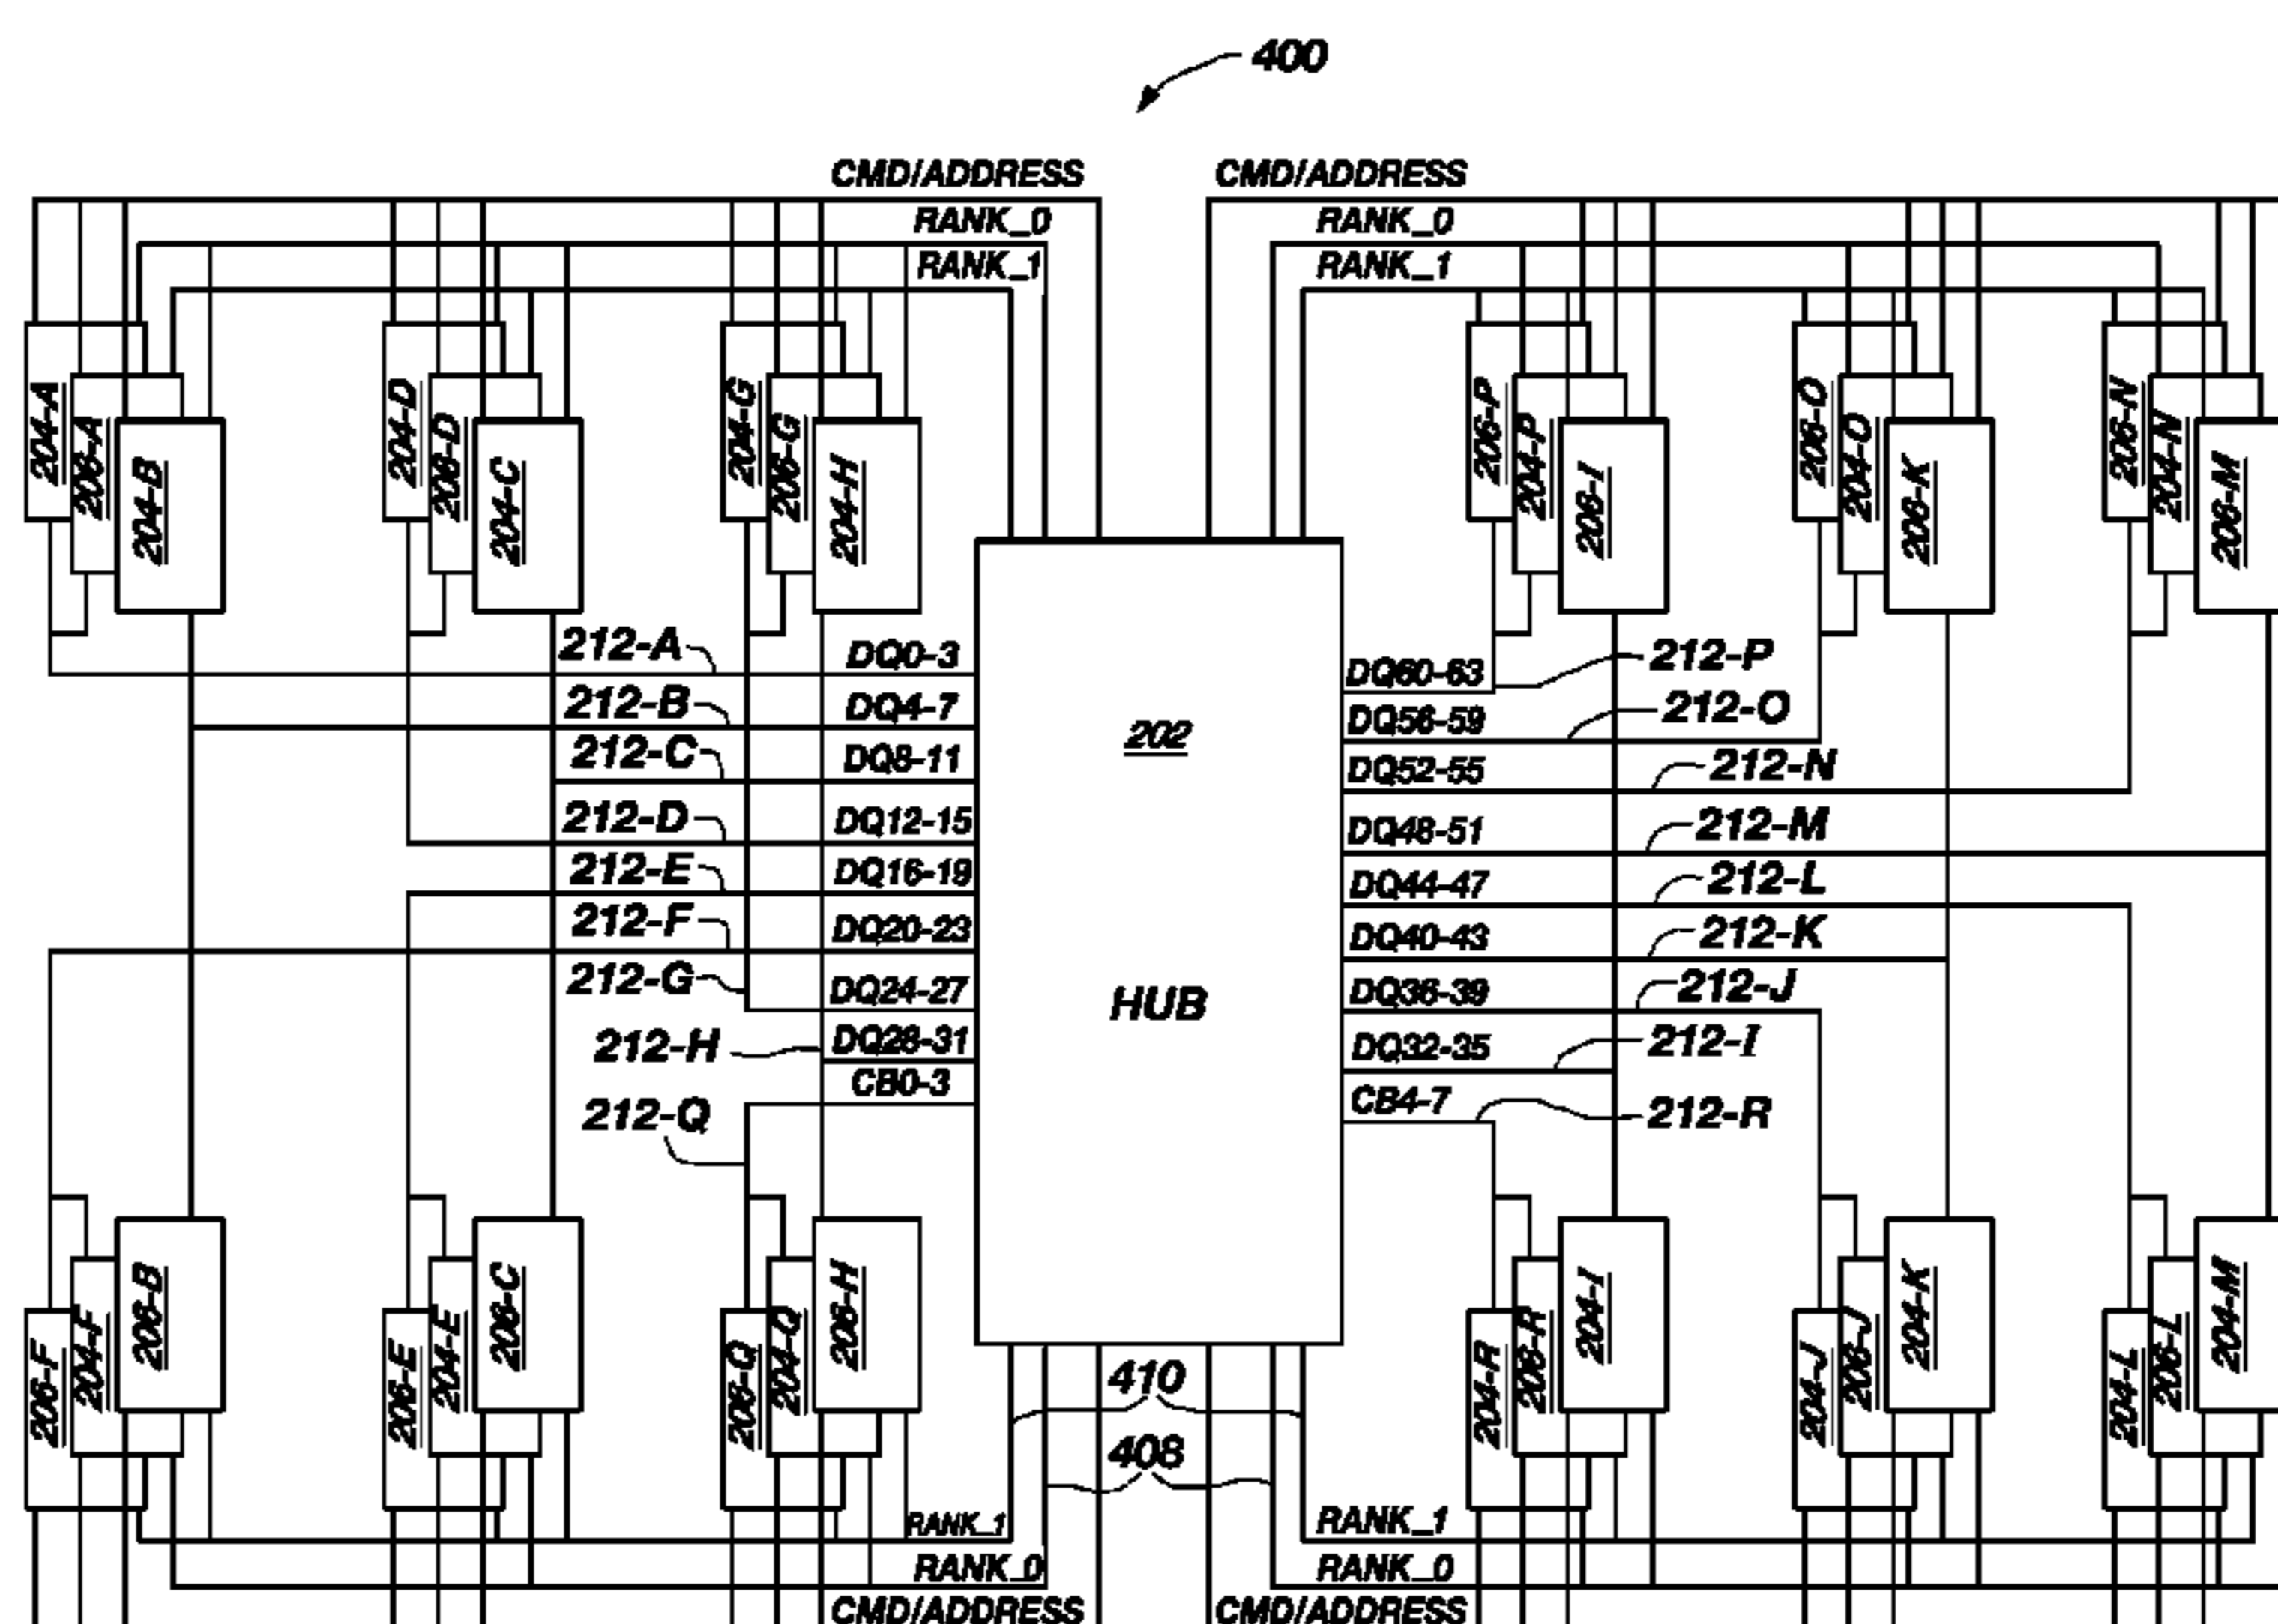 400
CMD/ADDRESS CMD/ADDRESS
RANK_0 RANK_0
RANK_1 RANK_1
204-A 206-A 204-B 204-D 206-D 204-C 204-G 206-G 204-H 206-P 204-P 206-I 206-O 204-O 206-K 206-N 204-N 206-M
212-A DQ0-3
212-B DQ4-7
212-C DQ8-11
212-D DQ12-15
212-E DQ16-19
212-F DQ20-23
212-G DQ24-27
212-H DQ28-31
CB0-3
212-Q
202
HUB
DQ60-63 212-P
DQ56-59 212-O
DQ52-55 212-N
DQ48-51 212-M
DQ44-47 212-L
DQ40-43 212-K
DQ36-39 212-J
DQ32-35 212-I
CB4-7 212-R
206-F 204-F 206-B 206-E 204-E 206-C 206-Q 204-Q 206-H 204-R 206-R 204-I 204-J 206-J 204-K 204-L 206-L 204-M
410
408
RANK_1 RANK_1
RANK_0 RANK_0
CMD/ADDRESS CMD/ADDRESS